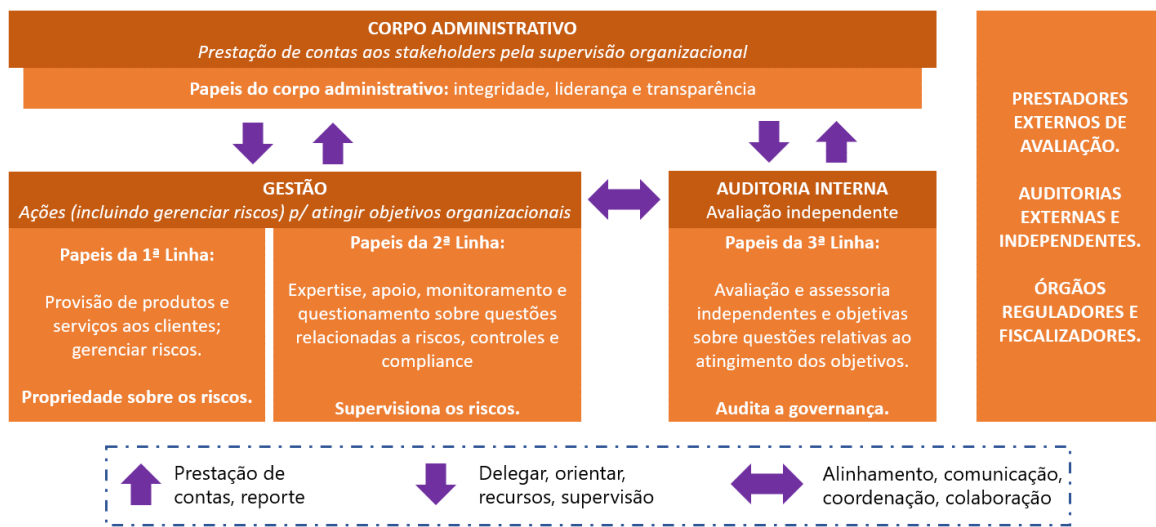 CORPO ADMINISTRATIVO
Prestação de contas aos stakeholders pela supervisão organizacional
Papeis do corpo administrativo: integridade, liderança e transparência
GESTÃO
Ações (incluindo gerenciar riscos) p/ atingir objetivos organizacionais
Papeis da 1ª Linha:
Provisão de produtos e
serviços aos clientes;
gerenciar riscos.
Propriedade sobre os riscos.
Papeis da 2ª Linha:
Expertise, apoio, monitoramento e
questionamento sobre questões
relacionadas a riscos, controles e
compliance
Supervisiona os riscos.
AUDITORIA INTERNA
Avaliação independente
Papeis da 3ª Linha:
Avaliação e assessoria
independentes e objetivas
sobre questões relativas ao
atingimento dos objetivos.
Audita a governança.
PRESTADORES
EXTERNOS DE
AVALIAÇÃO.
AUDITORIAS
EXTERNAS E
INDEPENDENTES.
ÓRGÃOS
REGULADORES E
FISCALIZADORES.
Prestação de
contas, reporte
Delegar, orientar,
recursos, supervisão
Alinhamento, comunicação,
coordenação, colaboração